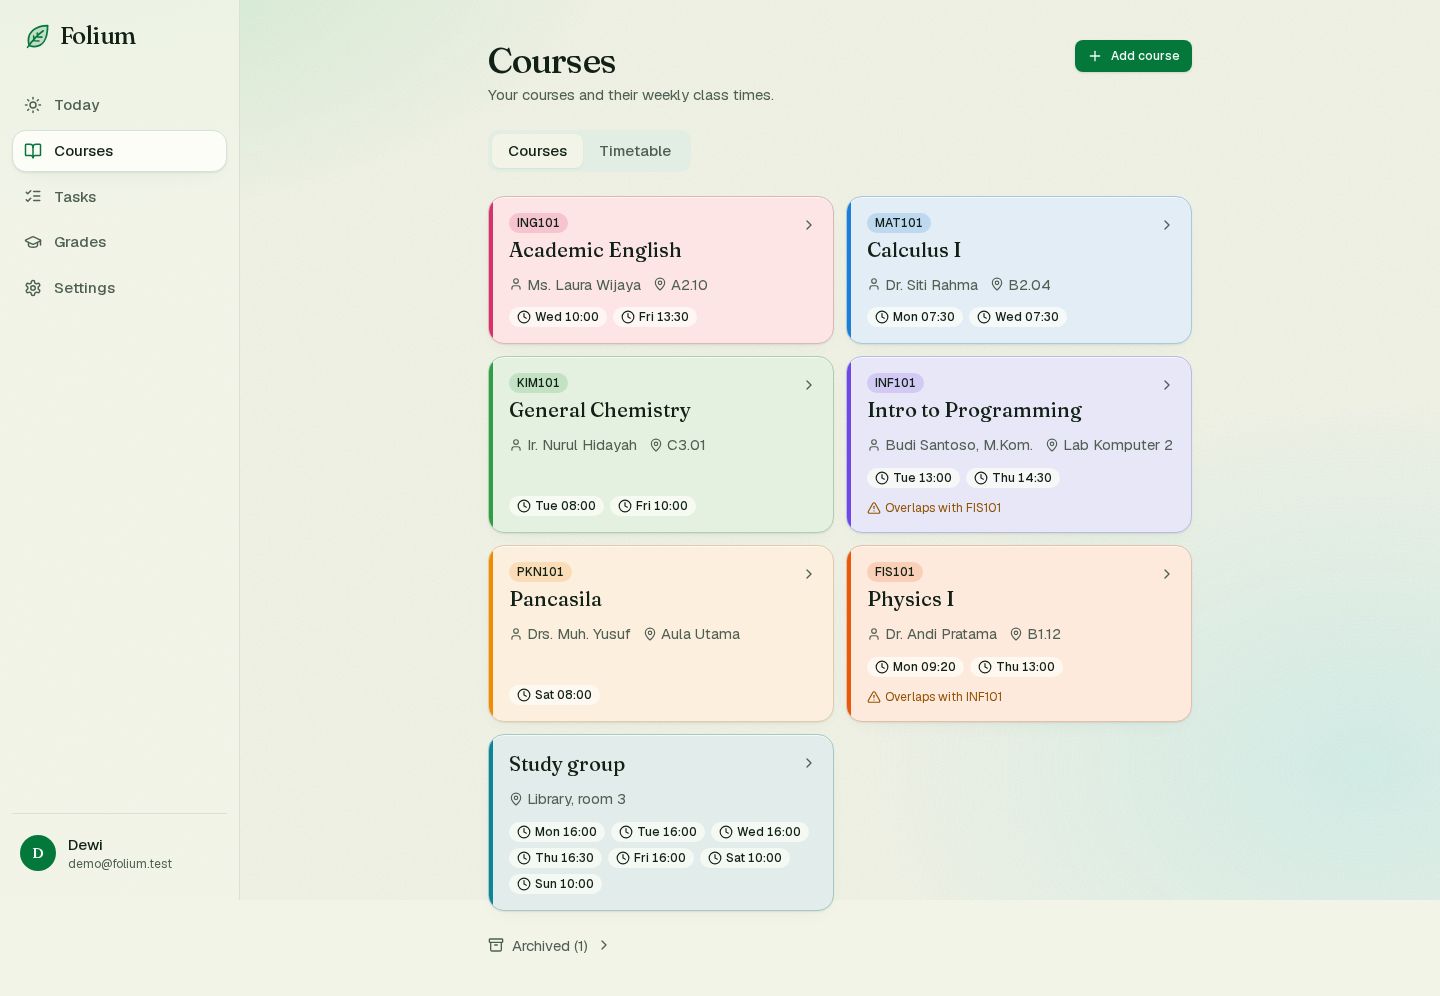 Folium
Today
Courses
Tasks
Grades
Settings
Dewi
demo@folium.test
D
Courses
Add course
Your courses and their weekly class times.
Courses
Timetable
ING101
Academic English
Ms. Laura Wijaya A2.10
Wed 10:00 Fri 13:30
MAT101
Calculus I
Dr. Siti Rahma B2.04
Mon 07:30 Wed 07:30
KIM101
General Chemistry
Ir. Nurul Hidayah C3.01
Tue 08:00 Fri 10:00
INF101
Intro to Programming
Budi Santoso, M.Kom. Lab Komputer 2
Tue 13:00 Thu 14:30
Overlaps with FIS101
PKN101
Pancasila
Drs. Muh. Yusuf Aula Utama
Sat 08:00
FIS101
Physics I
Dr. Andi Pratama B1.12
Mon 09:20 Thu 13:00
Overlaps with INF101
Study group
Library, room 3
Mon 16:00 Tue 16:00 Wed 16:00
Thu 16:30 Fri 16:00 Sat 10:00
Sun 10:00
Archived (1)